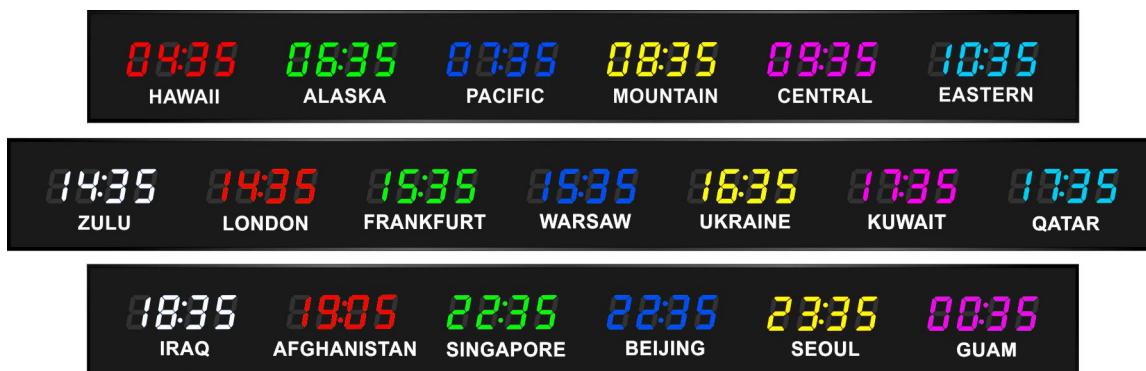 04:35 06:35 07:35 08:35 09:35 10:35
HAWAII ALASKA PACIFIC MOUNTAIN CENTRAL EASTERN
14:35 14:35 15:35 15:35 16:35 17:35 17:35
ZULU LONDON FRANKFURT WARSAW UKRAINE KUWAIT QATAR
18:35 19:05 22:35 22:35 23:35 00:35
IRAQ AFGHANISTAN SINGAPORE BEIJING SEOUL GUAM